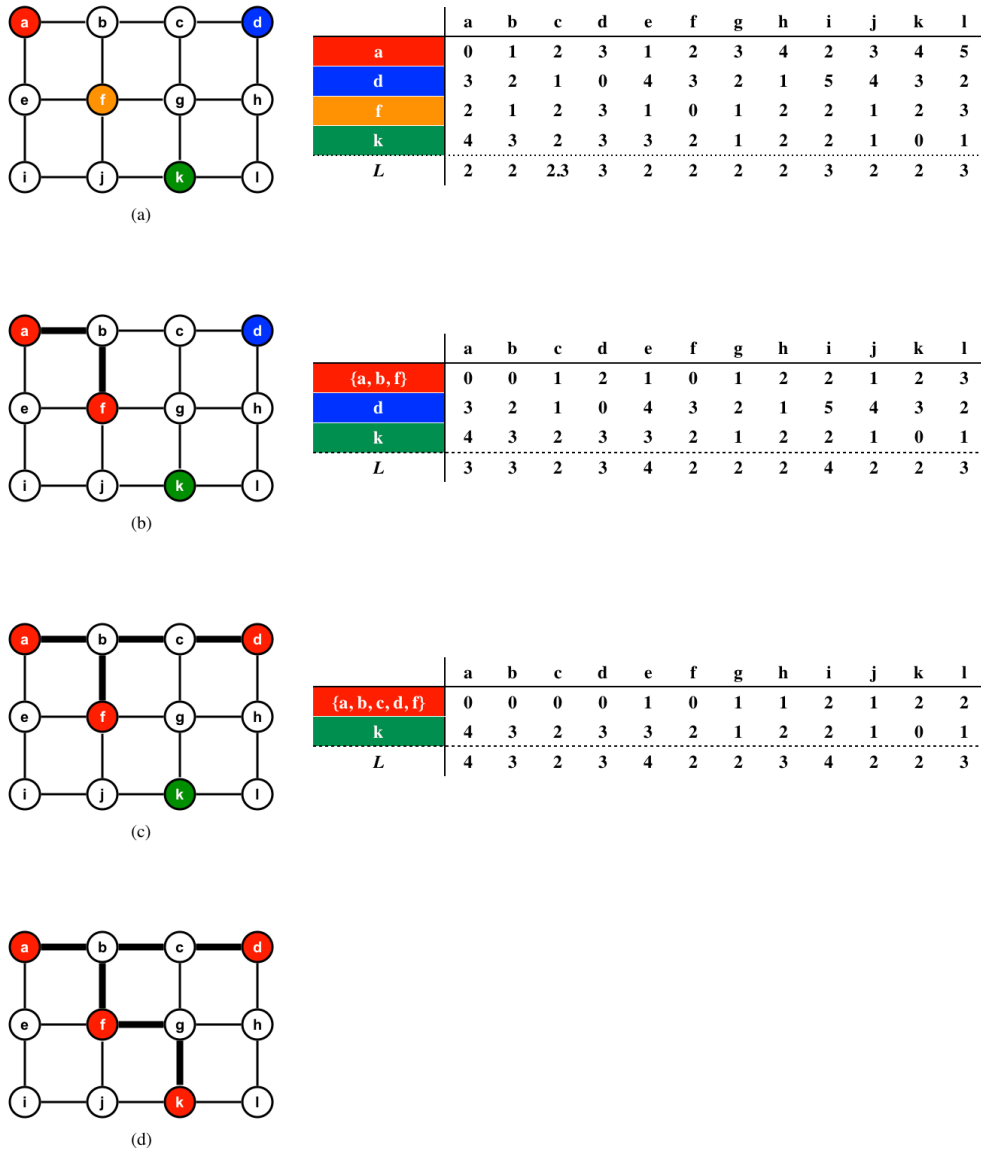 a b c d
a b c d e f g h i j k l
a 0 1 2 3 1 2 3 4 2 3 4 5
d 3 2 1 0 4 3 2 1 5 4 3 2
e f g h
f 2 1 2 3 1 0 1 2 2 1 2 3
k 4 3 2 3 3 2 1 2 2 1 0 1
i j k l
L 2 2 2.3 3 2 2 2 2 3 2 2 3
(a)
a b c d
a b c d e f g h i j k l
{a, b, f} 0 0 1 2 1 0 1 2 2 1 2 3
e f g h
d 3 2 1 0 4 3 2 1 5 4 3 2
k 4 3 2 3 3 2 1 2 2 1 0 1
i j k l
L 3 3 2 3 4 2 2 2 4 2 2 3
(b)
a b c d
a b c d e f g h i j k l
{a, b, c, d, f} 0 0 0 0 1 0 1 1 2 1 2 2
e f g h
k 4 3 2 3 3 2 1 2 2 1 0 1
L 4 3 2 3 4 2 2 3 4 2 2 3
i j k l
(c)
a b c d
e f g h
i j k l
(d)